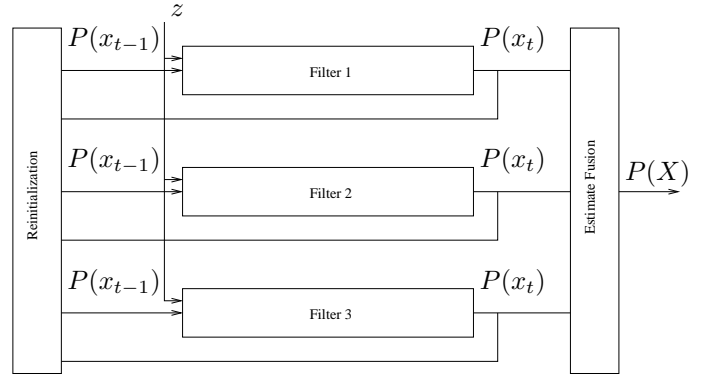 z
P(x_{t−1})
P(x_t)
Filter 1
Reinitialization
P(x_{t−1})
P(x_t)
Filter 2
Estimate Fusion
P(X)
P(x_{t−1})
P(x_t)
Filter 3